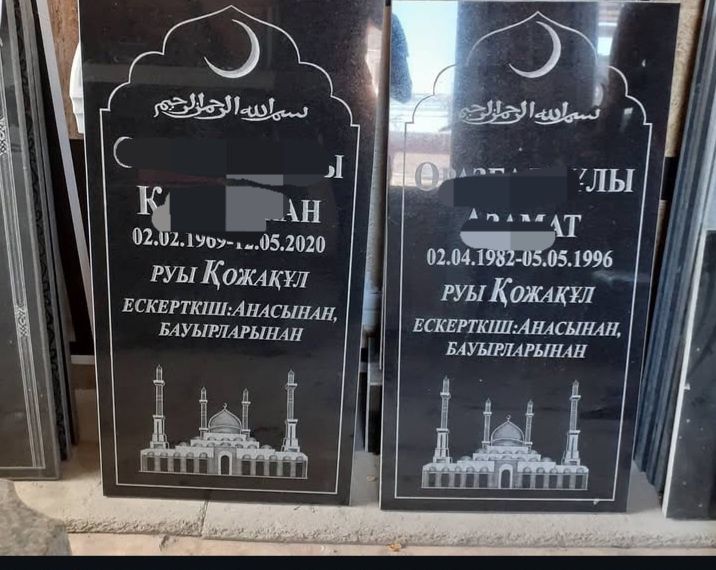 بسم الله الرحمن الرحيم
02.02.1969-12.05.2020
РУЫ ҚОЖАҚҰЛ
ЕСКЕРТКІШ:АНАСЫНАН,
БАУЫРЛАРЫНАН
بسم الله الرحمن الرحيم
02.04.1982-05.05.1996
РУЫ ҚОЖАҚҰЛ
ЕСКЕРТКІШ:АНАСЫНАН,
БАУЫРЛАРЫНАН